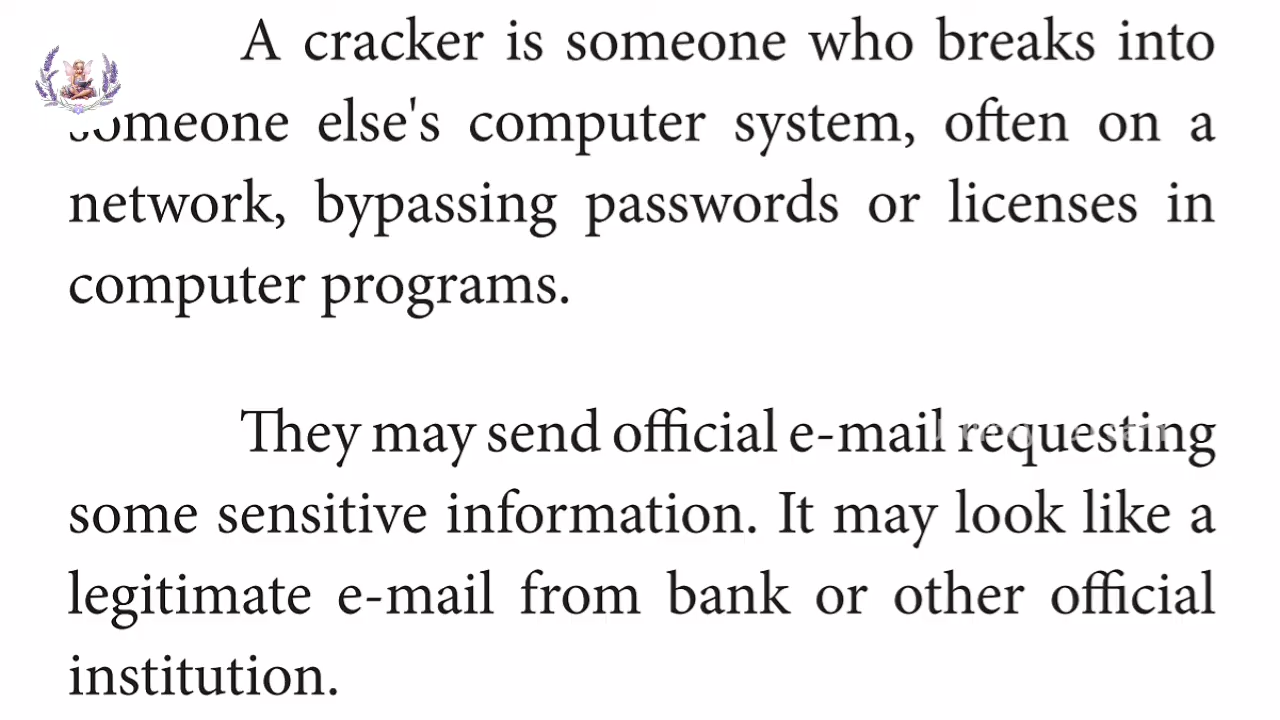 A cracker is someone who breaks into
someone else's computer system, often on a
network, bypassing passwords or licenses in
computer programs.
They may send official e-mail requesting
some sensitive information. It may look like a
legitimate e-mail from bank or other official
institution.